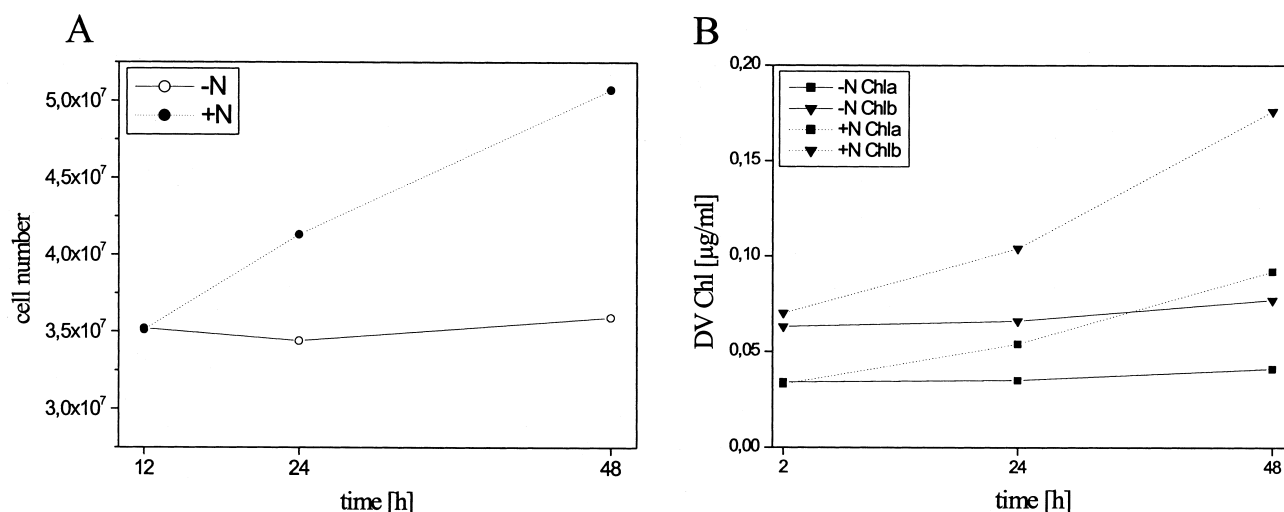 A
-N
+N
5,0x10⁷
4,5x10⁷
4,0x10⁷
3,5x10⁷
3,0x10⁷
cell number
12
24
48
time [h]
B
-N Chla
-N Chlb
+N Chla
+N Chlb
0,20
0,15
0,10
0,05
0,00
DV Chl [µg/ml]
2
24
48
time [h]